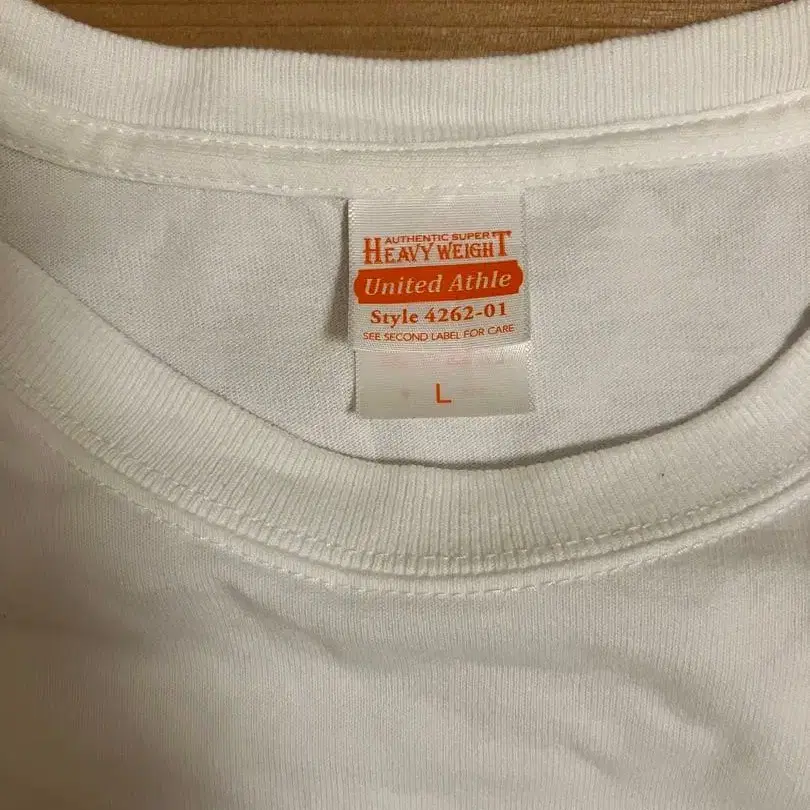 AUTHENTIC SUPER
HEAVY WEIGHT
United Athle
Style 4262-01
SEE SECOND LABEL FOR CARE
L